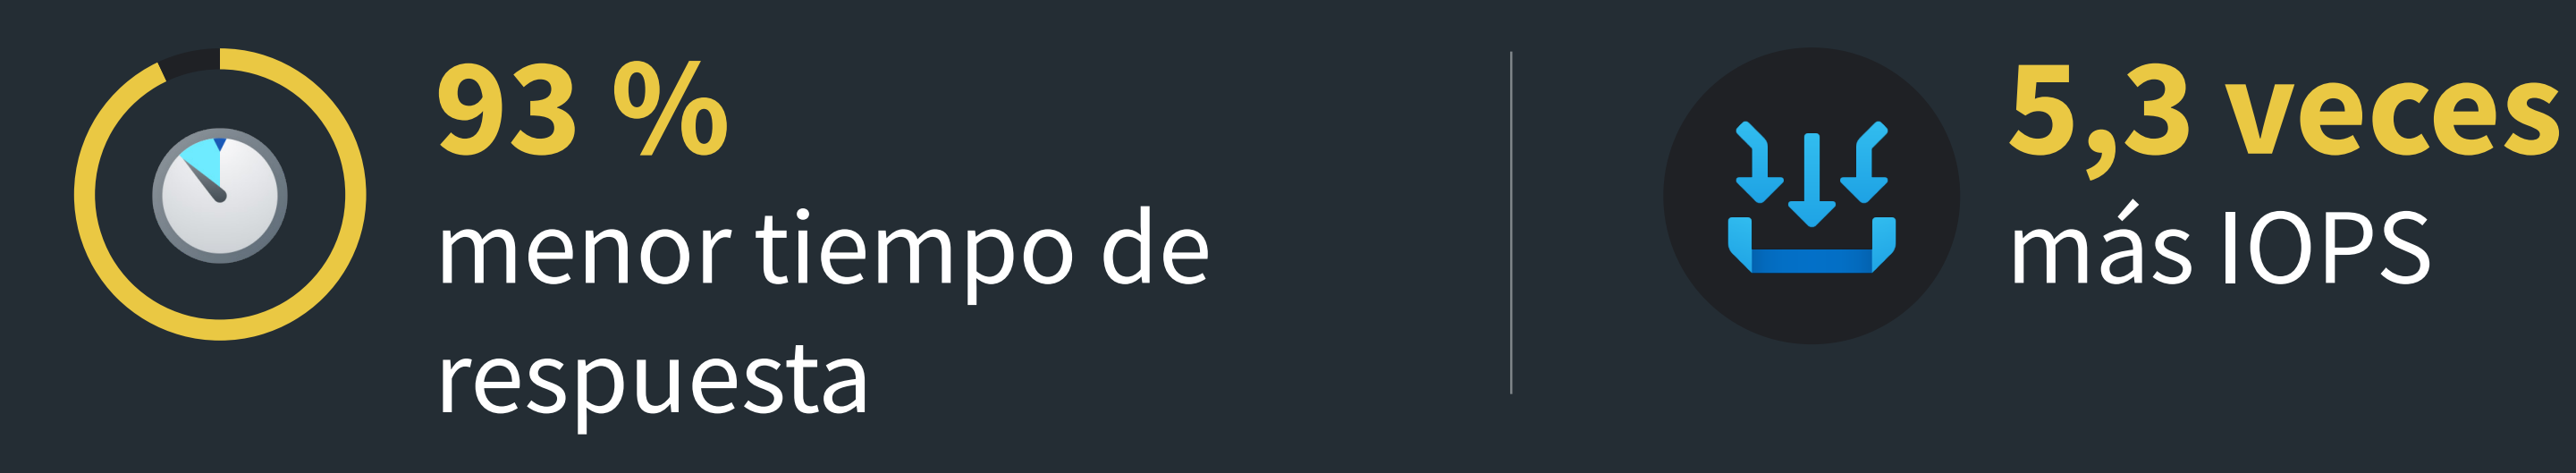 93 %
menor tiempo de
respuesta
5,3 veces
más IOPS